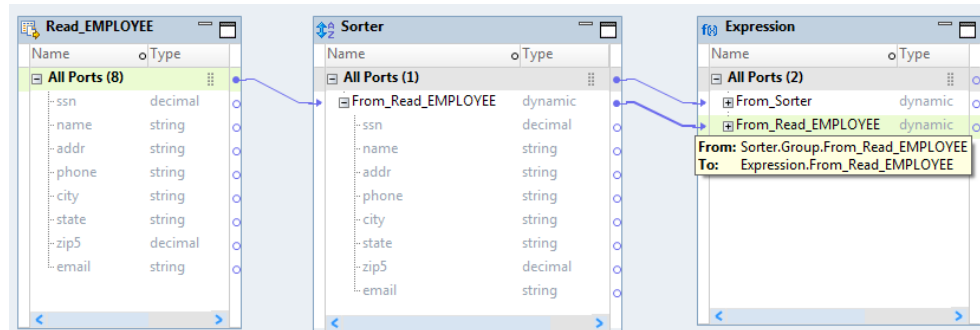 Read_EMPLOYEE
Name Type
All Ports (8)
ssn decimal
name string
addr string
phone string
city string
state string
zip5 decimal
email string
Sorter
Name Type
All Ports (1)
From_Read_EMPLOYEE dynamic
ssn decimal
name string
addr string
phone string
city string
state string
zip5 decimal
email string
f(x) Expression
Name Type
All Ports (2)
From_Sorter dynamic
From_Read_EMPLOYEE dynamic
From: Sorter.Group.From_Read_EMPLOYEE
To: Expression.From_Read_EMPLOYEE